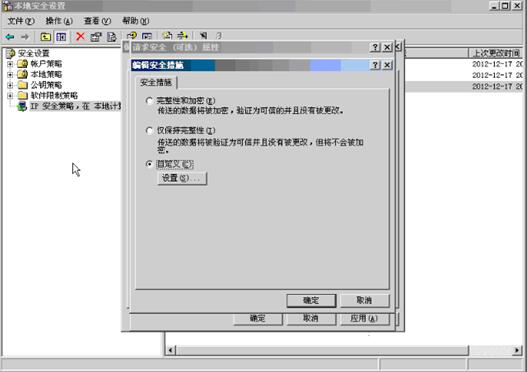 本地安全设置
文件(F) 操作(A) 查看(V) 帮助(H)
安全设置
帐户策略
本地策略
公钥策略
软件限制策略
IP 安全策略，在 本地计算
上次更改时间
2012-12-17 20
2012-12-17 20
2012-12-17 20
请求安全 (可选) 属性
编辑安全措施
安全措施
完整性和加密(E)
传送的数据将被加密，验证为可信的并且没有被更改。
仅保持完整性(I)
传送的数据将被验证为可信并且没有被更改，但将不会被加
密。
自定义(C)
设置(S)...
确定 取消
确定 取消 应用(A)